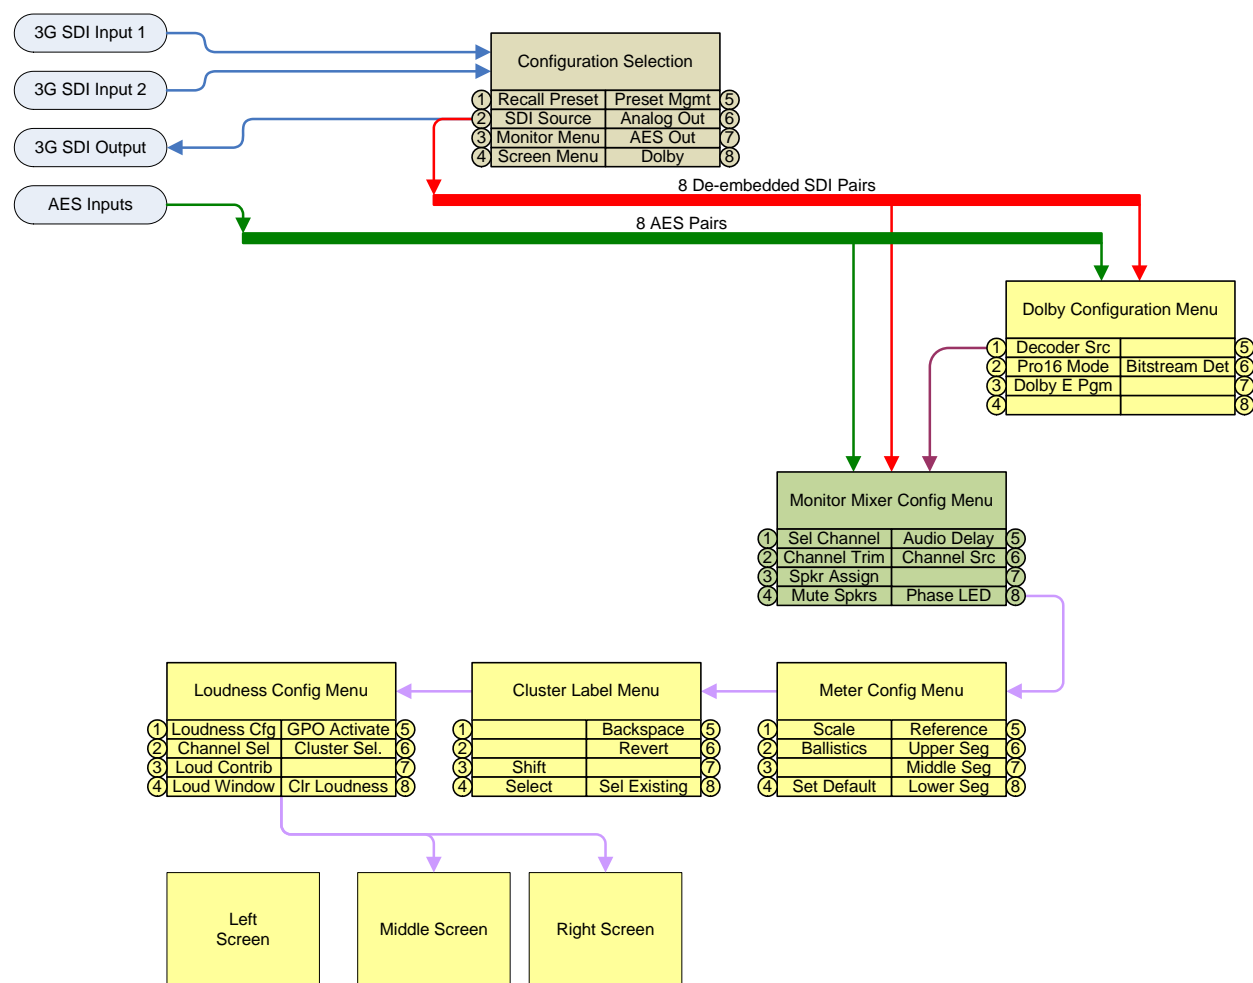 3G SDI Input 1
3G SDI Input 2
3G SDI Output
AES Inputs
Configuration Selection
1 Recall Preset Preset Mgmt 5
2 SDI Source Analog Out 6
3 Monitor Menu AES Out 7
4 Screen Menu Dolby 8
8 De-embedded SDI Pairs
8 AES Pairs
Dolby Configuration Menu
1 Decoder Src 5
2 Pro16 Mode Bitstream Det 6
3 Dolby E Pgm 7
4 8
Monitor Mixer Config Menu
1 Sel Channel Audio Delay 5
2 Channel Trim Channel Src 6
3 Spkr Assign 7
4 Mute Spkrs Phase LED 8
Loudness Config Menu
1 Loudness Cfg GPO Activate 5
2 Channel Sel Cluster Sel. 6
3 Loud Contrib 7
4 Loud Window Clr Loudness 8
Cluster Label Menu
1 Backspace 5
2 Revert 6
3 Shift 7
4 Select Sel Existing 8
Meter Config Menu
1 Scale Reference 5
2 Ballistics Upper Seg 6
3 Middle Seg 7
4 Set Default Lower Seg 8
Left
Screen
Middle Screen
Right Screen